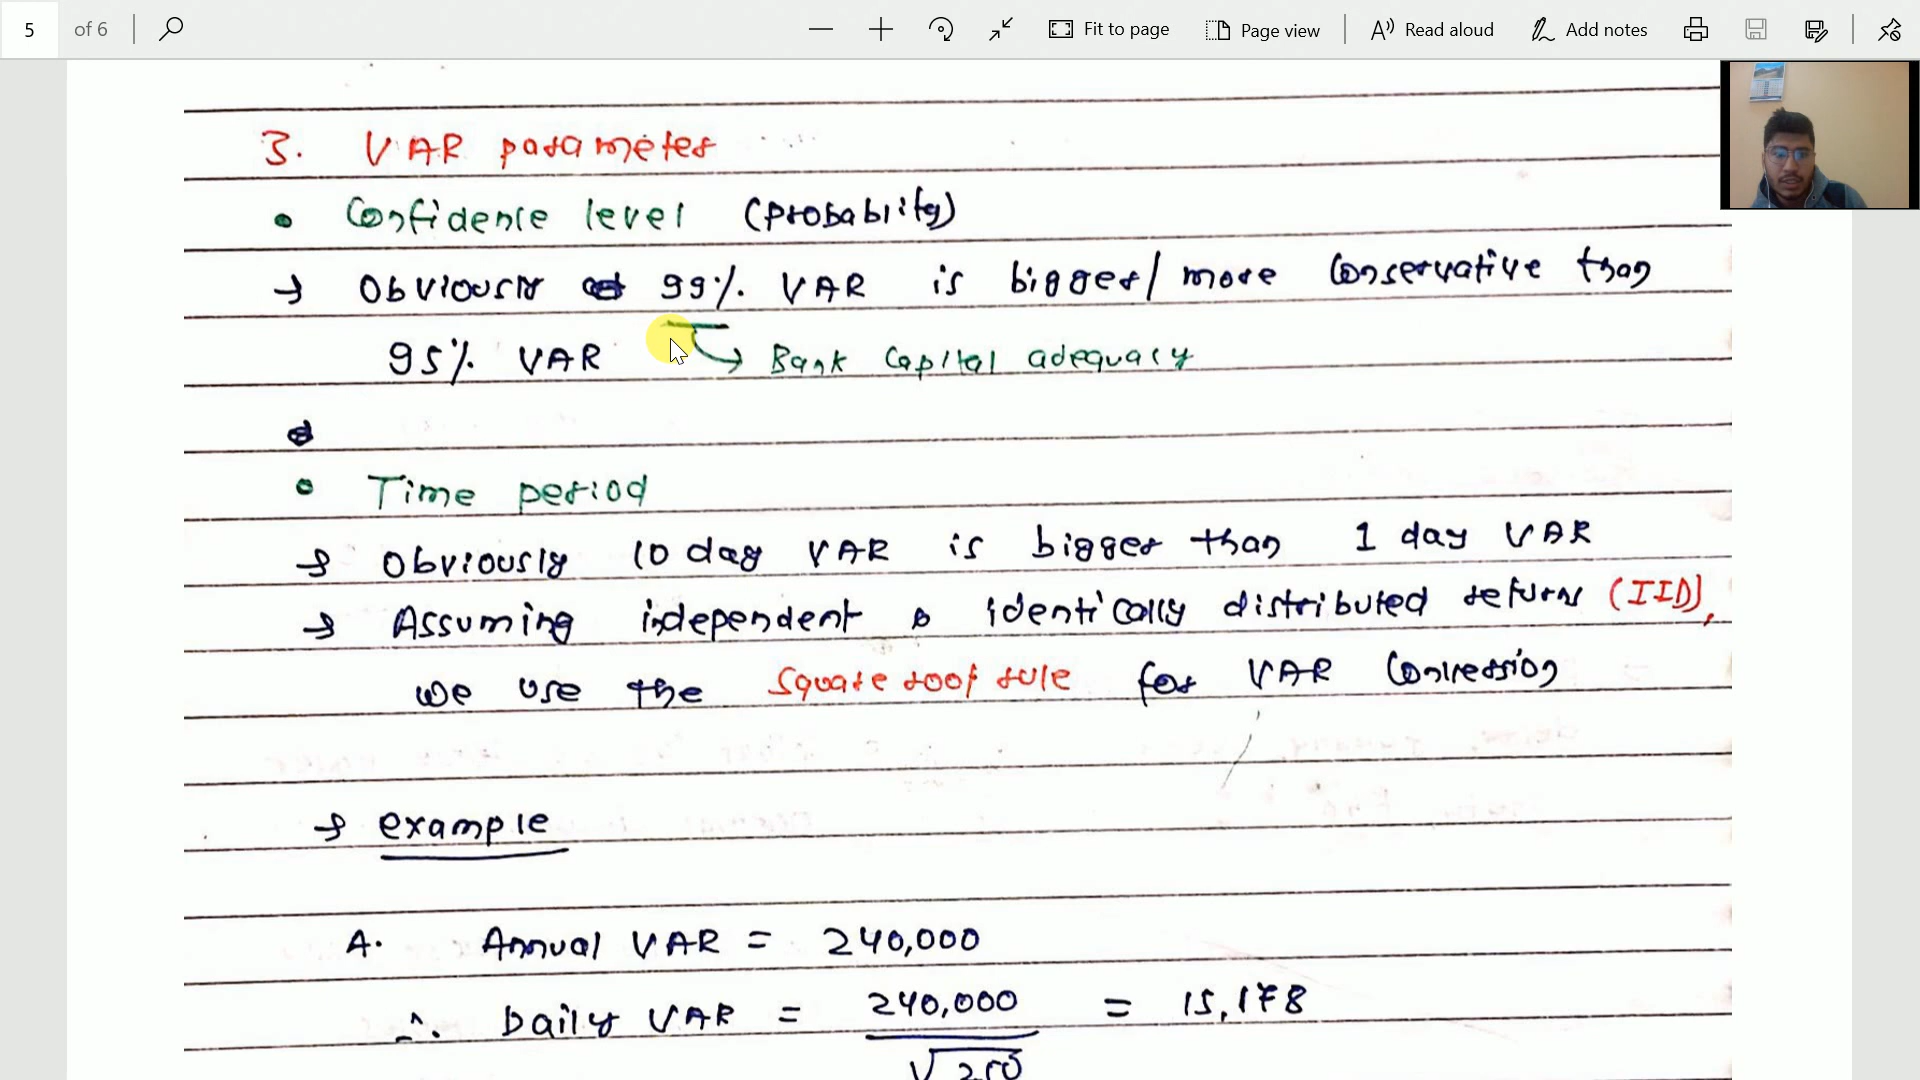 5 of 6 Fit to page Page view Read aloud Add notes
3. VAR parameter
• Confidence level (probability)
→ Obviously 99% VAR is bigger/more conservative than
95% VAR → Bank capital adequacy
• Time period
→ Obviously 10 day VAR is bigger than 1 day VAR
→ Assuming independent & identically distributed returns (IID),
we use the square root rule for VAR
→ example
A. Annual VAR = 240,000
∴ Daily VAR = 240,000 = 15,178
√250